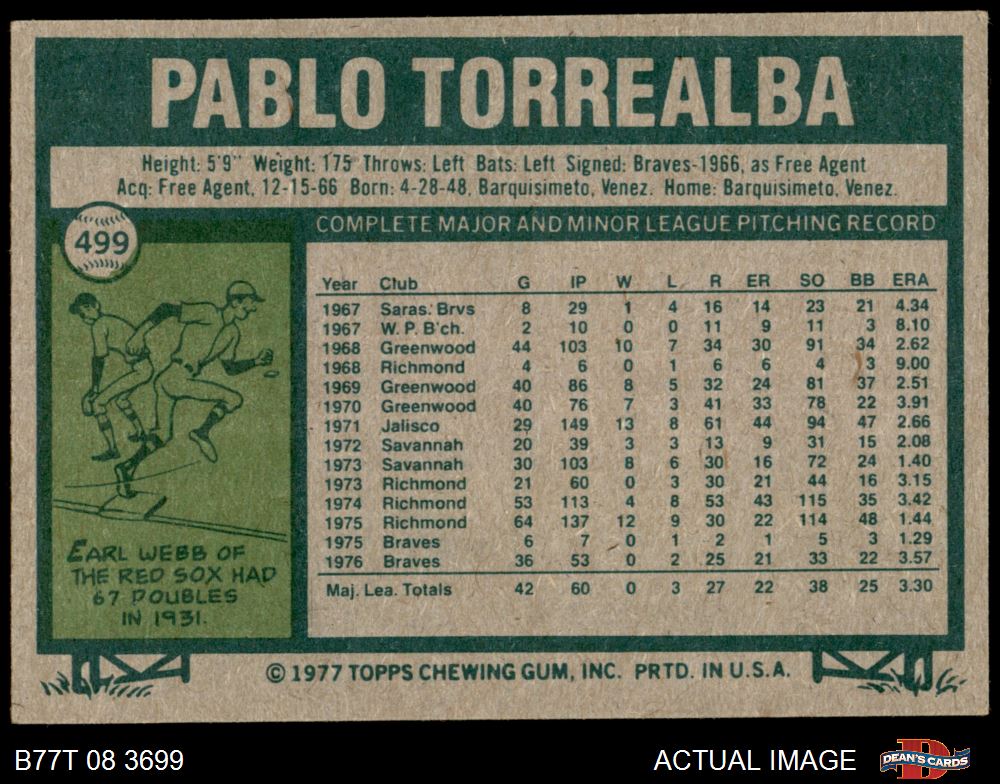 PABLO TORREALBA
Height: 5'9" Weight: 175 Throws: Left Bats: Left Signed: Braves-1966, as Free Agent
Acq: Free Agent, 12-15-66 Born: 4-28-48, Barquisimeto, Venez. Home: Barquisimeto, Venez.
499
COMPLETE MAJOR AND MINOR LEAGUE PITCHING RECORD
Year Club G IP W L R ER SO BB ERA
1967 Saras. Brvs 8 29 1 4 16 14 23 21 4.34
1967 W. P. B'ch. 2 10 0 0 11 9 11 3 8.10
1968 Greenwood 44 103 10 7 34 30 91 34 2.62
1968 Richmond 4 6 0 1 6 6 4 3 9.00
1969 Greenwood 40 86 8 5 32 24 81 37 2.51
1970 Greenwood 40 76 7 3 41 33 78 22 3.91
1971 Jalisco 29 149 13 8 61 44 94 47 2.66
1972 Savannah 20 39 3 3 13 9 31 15 2.08
1973 Savannah 30 103 8 6 30 16 72 24 1.40
1973 Richmond 21 60 0 3 30 21 44 16 3.15
1974 Richmond 53 113 4 8 53 43 115 35 3.42
1975 Richmond 64 137 12 9 30 22 114 48 1.44
1975 Braves 6 7 0 1 2 1 5 3 1.29
1976 Braves 36 53 0 2 25 21 33 22 3.57
Maj. Lea. Totals 42 60 0 3 27 22 38 25 3.30
EARL WEBB OF
THE RED SOX HAD
67 DOUBLES
IN 1931.
© 1977 TOPPS CHEWING GUM, INC. PRTD. IN U.S.A.
B77T 08 3699
ACTUAL IMAGE
DEAN'S CARDS